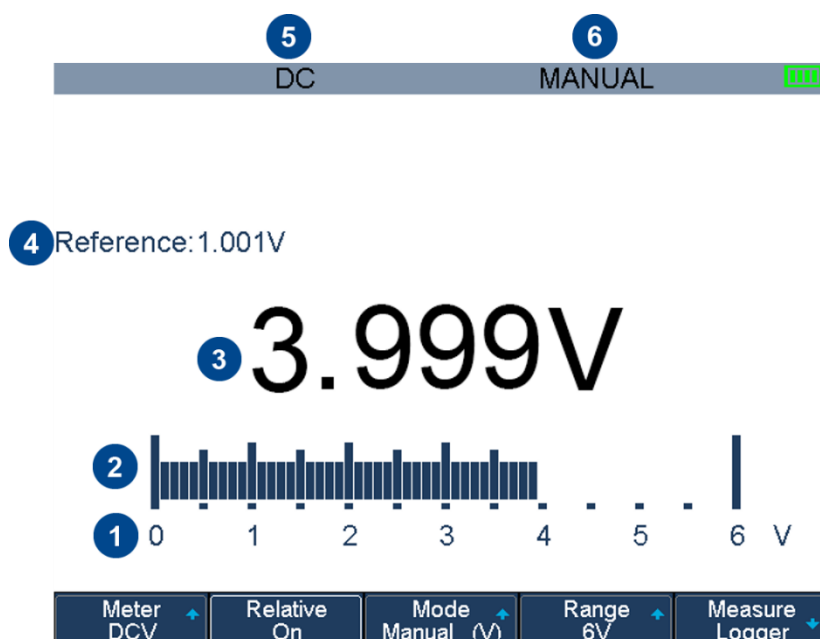 5 6
DC MANUAL
4 Reference:1.001V
3 3.999V
2
1 0 1 2 3 4 5 6 V
Meter Relative Mode Range Measure
DCV On Manual (V) 6V Logger